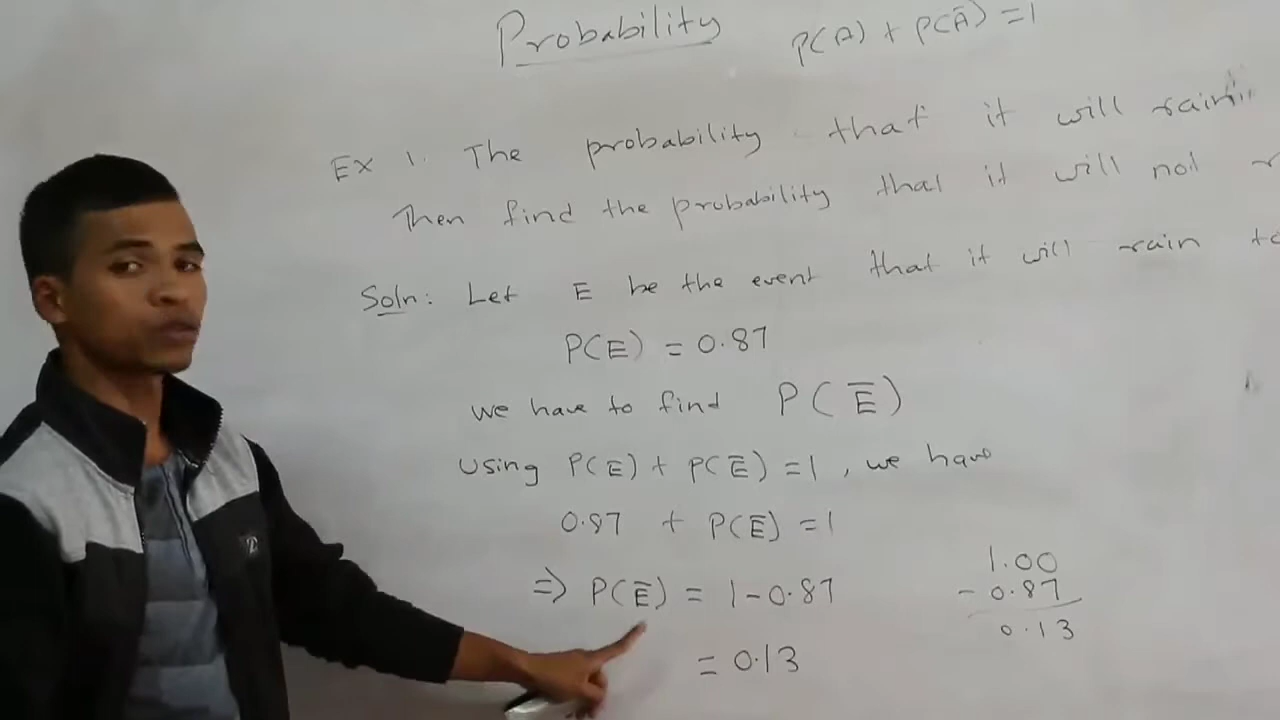 Probability P(A) + P(Ā) = 1
Ex 1. The probability that it will rain
Then find the probability that it will not
Soln: Let E be the event that it will rain
P(E) = 0.87
we have to find P(Ē)
Using P(E) + P(Ē) = 1, we have
0.87 + P(Ē) = 1
=> P(Ē) = 1 - 0.87
= 0.13
1.00
- 0.87
0.13